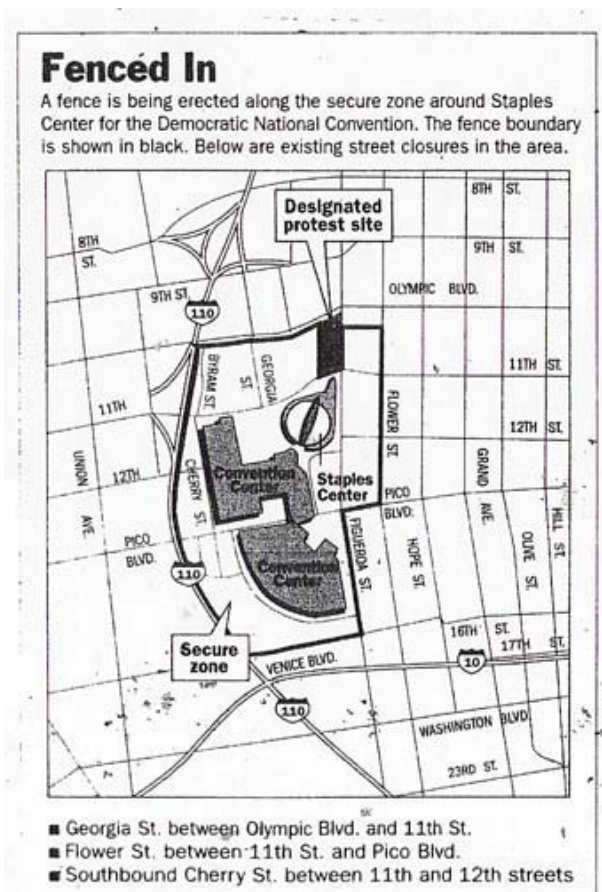 Fenced In
A fence is being erected along the secure zone around Staples
Center for the Democratic National Convention. The fence boundary
is shown in black. Below are existing street closures in the area.
Designated
protest site
8TH ST.
8TH
ST.
9TH ST.
9TH ST.
OLYMPIC BLVD.
110
BYRAM ST.
GEORGIA
ST.
11TH ST.
11TH
FLOWER ST.
12TH ST.
UNION
AVE.
12TH
CHERRY ST.
Convention
Center
Staples
Center
GRAND
AVE.
PICO
BLVD.
PICO
BLVD.
HILL ST.
110
Convention
Center
FIGUEROA ST.
HOPE ST.
OLIVE
ST.
Secure
zone
16TH ST.
17TH ST.
VENICE BLVD.
10
110
WASHINGTON BLVD.
23RD ST.
Georgia St. between Olympic Blvd. and 11th St.
Flower St. between 11th St. and Pico Blvd.
Southbound Cherry St. between 11th and 12th streets